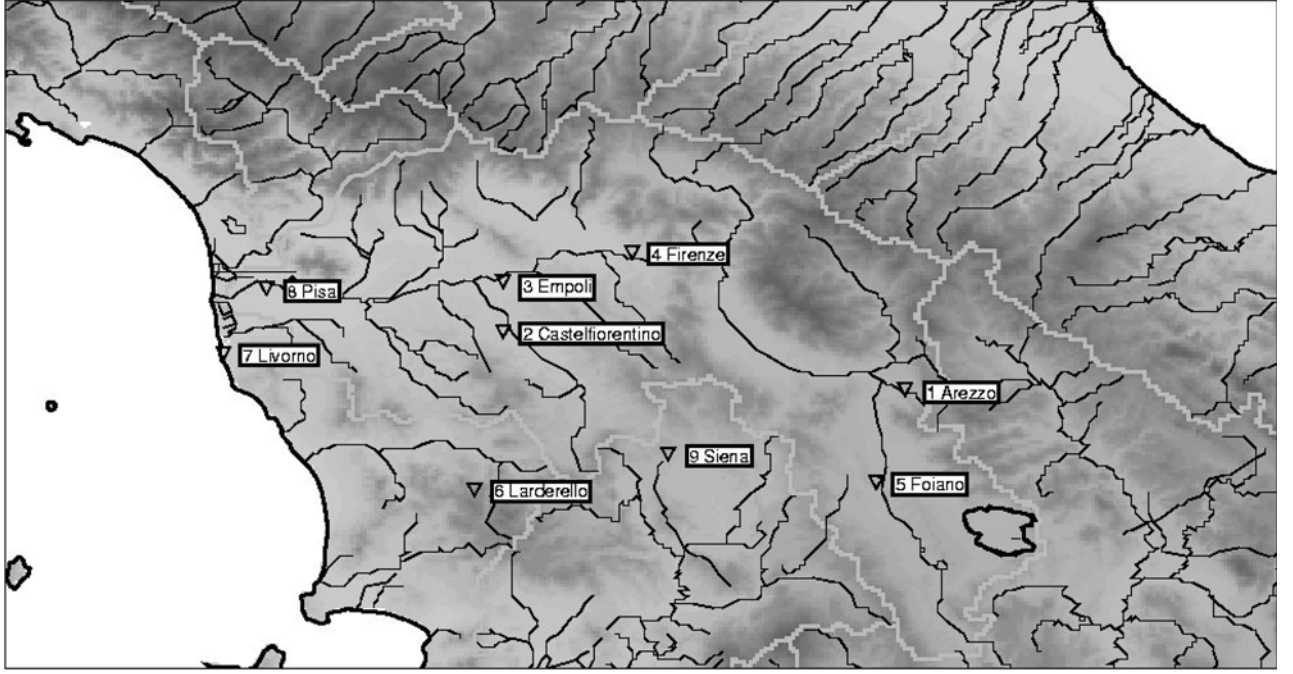 4 Firenze
3 Empoli
8 Pisa
2 Castelfiorentino
7 Livorno
1 Arezzo
9 Siena
5 Foiano
6 Larderello